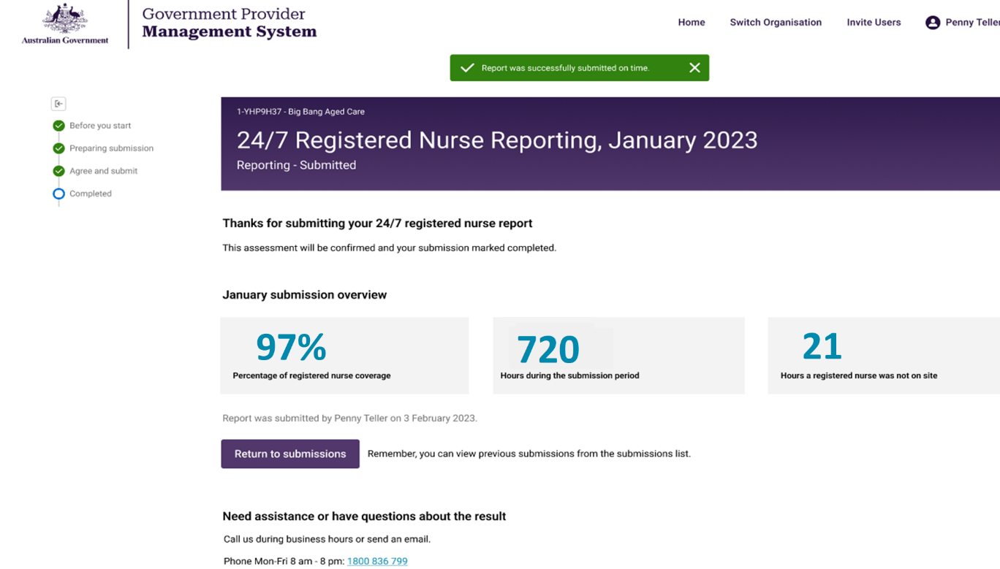 Australian Government
Government Provider
Management System
Home Switch Organisation Invite Users Penny Teller
Report was successfully submitted on time.
Before you start
Preparing submission
Agree and submit
Completed
1-YHP9H37 - Big Bang Aged Care
24/7 Registered Nurse Reporting, January 2023
Reporting - Submitted
Thanks for submitting your 24/7 registered nurse report
This assessment will be confirmed and your submission marked completed.
January submission overview
97%
Percentage of registered nurse coverage
720
Hours during the submission period
21
Hours a registered nurse was not on site
Report was submitted by Penny Teller on 3 February 2023.
Return to submissions
Remember, you can view previous submissions from the submissions list.
Need assistance or have questions about the result
Call us during business hours or send an email.
Phone Mon-Fri 8 am - 8 pm: 1800 836 799